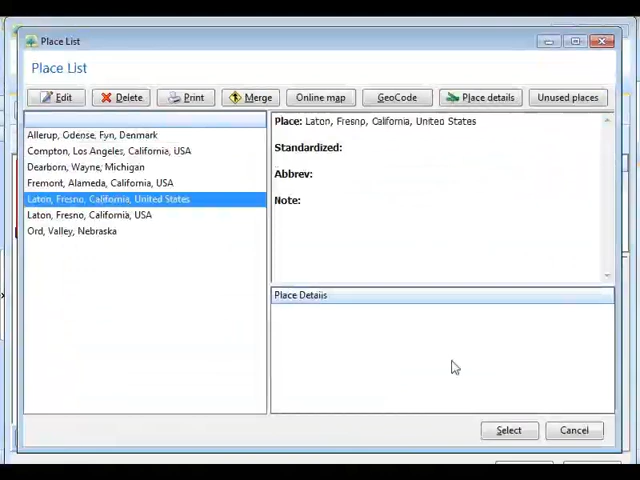 Place List
Place List
Edit
Delete
Print
Merge
Online map
GeoCode
Place details
Unused places
Allerup, Odense, Fyn, Denmark
Compton, Los Angeles, California, USA
Dearborn, Wayne, Michigan
Fremont, Alameda, California, USA
Laton, Fresno, California, United States
Laton, Fresno, California, USA
Ord, Valley, Nebraska
Place: Laton, Fresno, California, United States
Standardized:
Abbrev:
Note:
Place Details
Select
Cancel